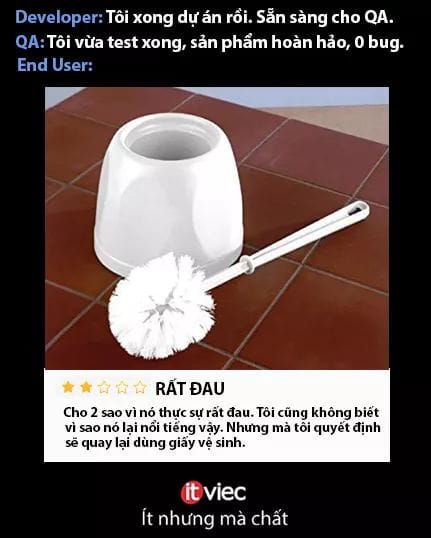 Developer: Tôi xong dự án rồi. Sẵn sàng cho QA.
QA: Tôi vừa test xong, sản phẩm hoàn hảo, 0 bug.
End User:
RẤT ĐAU
Cho 2 sao vì nó thực sự rất đau. Tôi cũng không biết
vì sao nó lại nổi tiếng vậy. Nhưng mà tôi quyết định
sẽ quay lại dùng giấy vệ sinh.
itviec
Ít nhưng mà chất